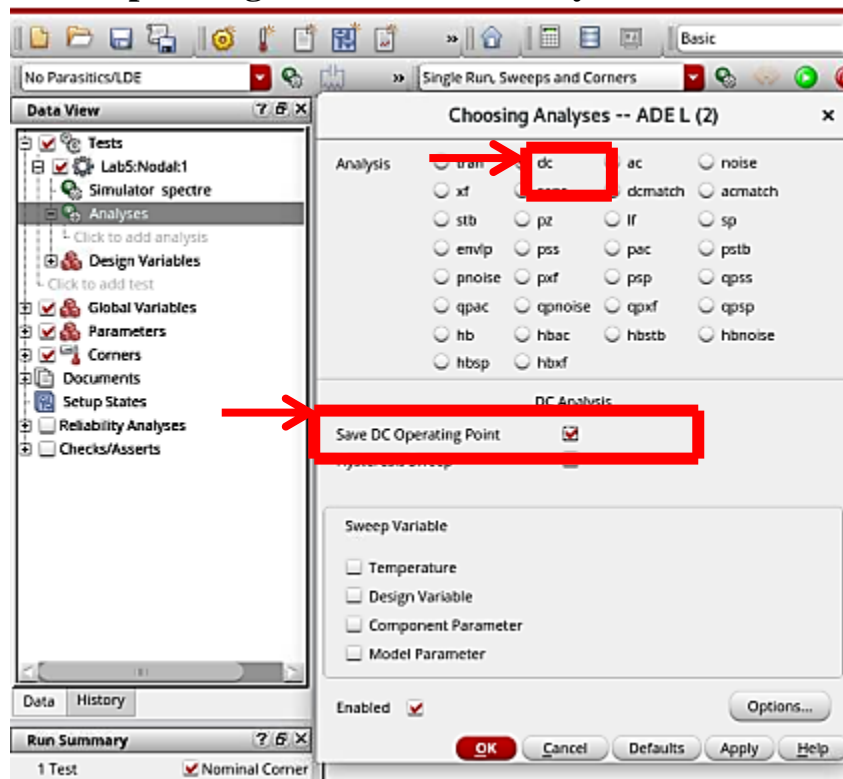 Basic
No Parasitics/LDE
Single Run, Sweeps and Corners
Data View
Tests
Lab5:Nodal:1
Simulator spectre
Analyses
Click to add analysis
Design Variables
Click to add test
Global Variables
Parameters
Corners
Documents
Setup States
Reliability Analyses
Checks/Asserts
Data History
Run Summary
1 Test Nominal Corner
Choosing Analyses -- ADE L (2)
Analysis tran dc ac noise
xf dcmatch acmatch
stb pz lf sp
envlp pss pac pstb
pnoise pxf psp qpss
qpac qpnoise qpxf qpsp
hb hbac hbstb hbnoise
hbsp hbxf
DC Analysis
Save DC Operating Point
Hysteresis Sweep
Sweep Variable
Temperature
Design Variable
Component Parameter
Model Parameter
Enabled Options...
OK Cancel Defaults Apply Help